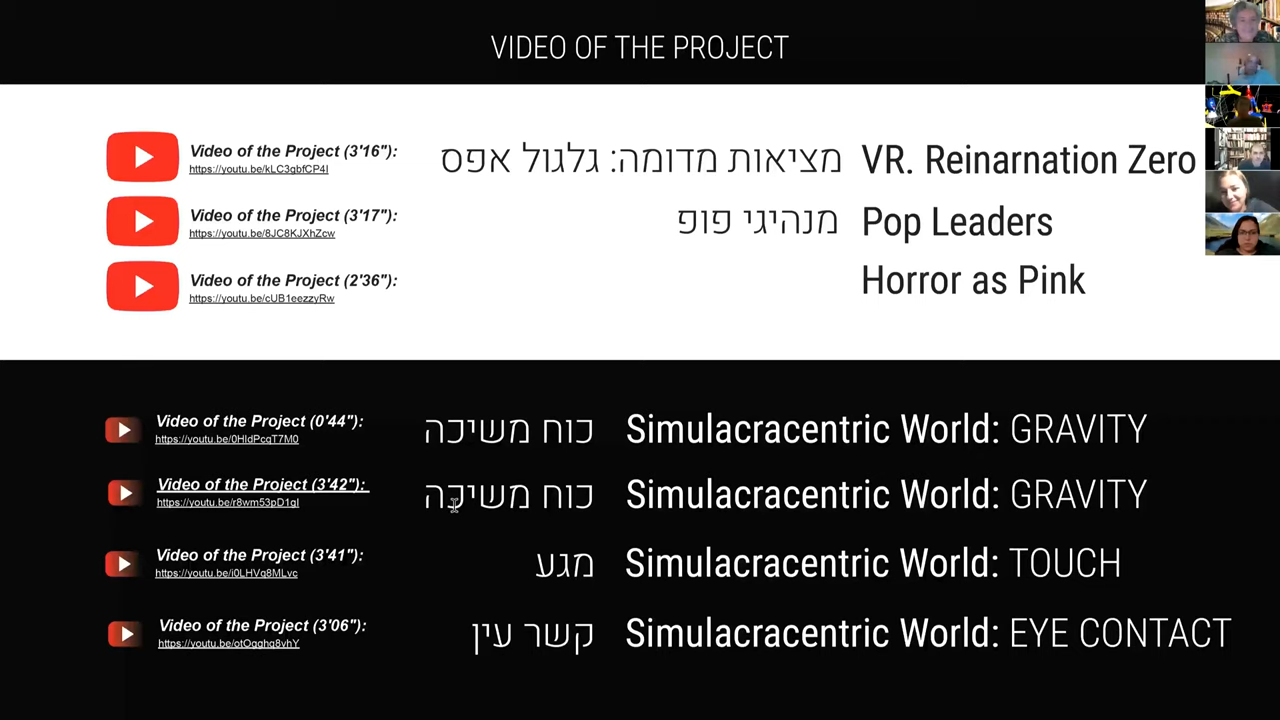 VIDEO OF THE PROJECT
Video of the Project (3'16"): מציאות מדומה: גלגול אפס VR. Reinarnation Zero
https://youtu.be/kLC3gbfCP4I
Video of the Project (3'17"): מנהיגי פופ Pop Leaders
https://youtu.be/8JC8KJXhZcw
Video of the Project (2'36"): Horror as Pink
https://youtu.be/cUB1eezzyRw
Video of the Project (0'44"): כוח משיכה Simulacracentric World: GRAVITY
https://youtu.be/0HIdPcqT7M0
Video of the Project (3'42"): כוח משיכה Simulacracentric World: GRAVITY
https://youtu.be/r8wm53pD1gI
Video of the Project (3'41"): מגע Simulacracentric World: TOUCH
https://youtu.be/i0LHVq8MLvc
Video of the Project (3'06"): קשר עין Simulacracentric World: EYE CONTACT
https://youtu.be/otOqghq8vhY